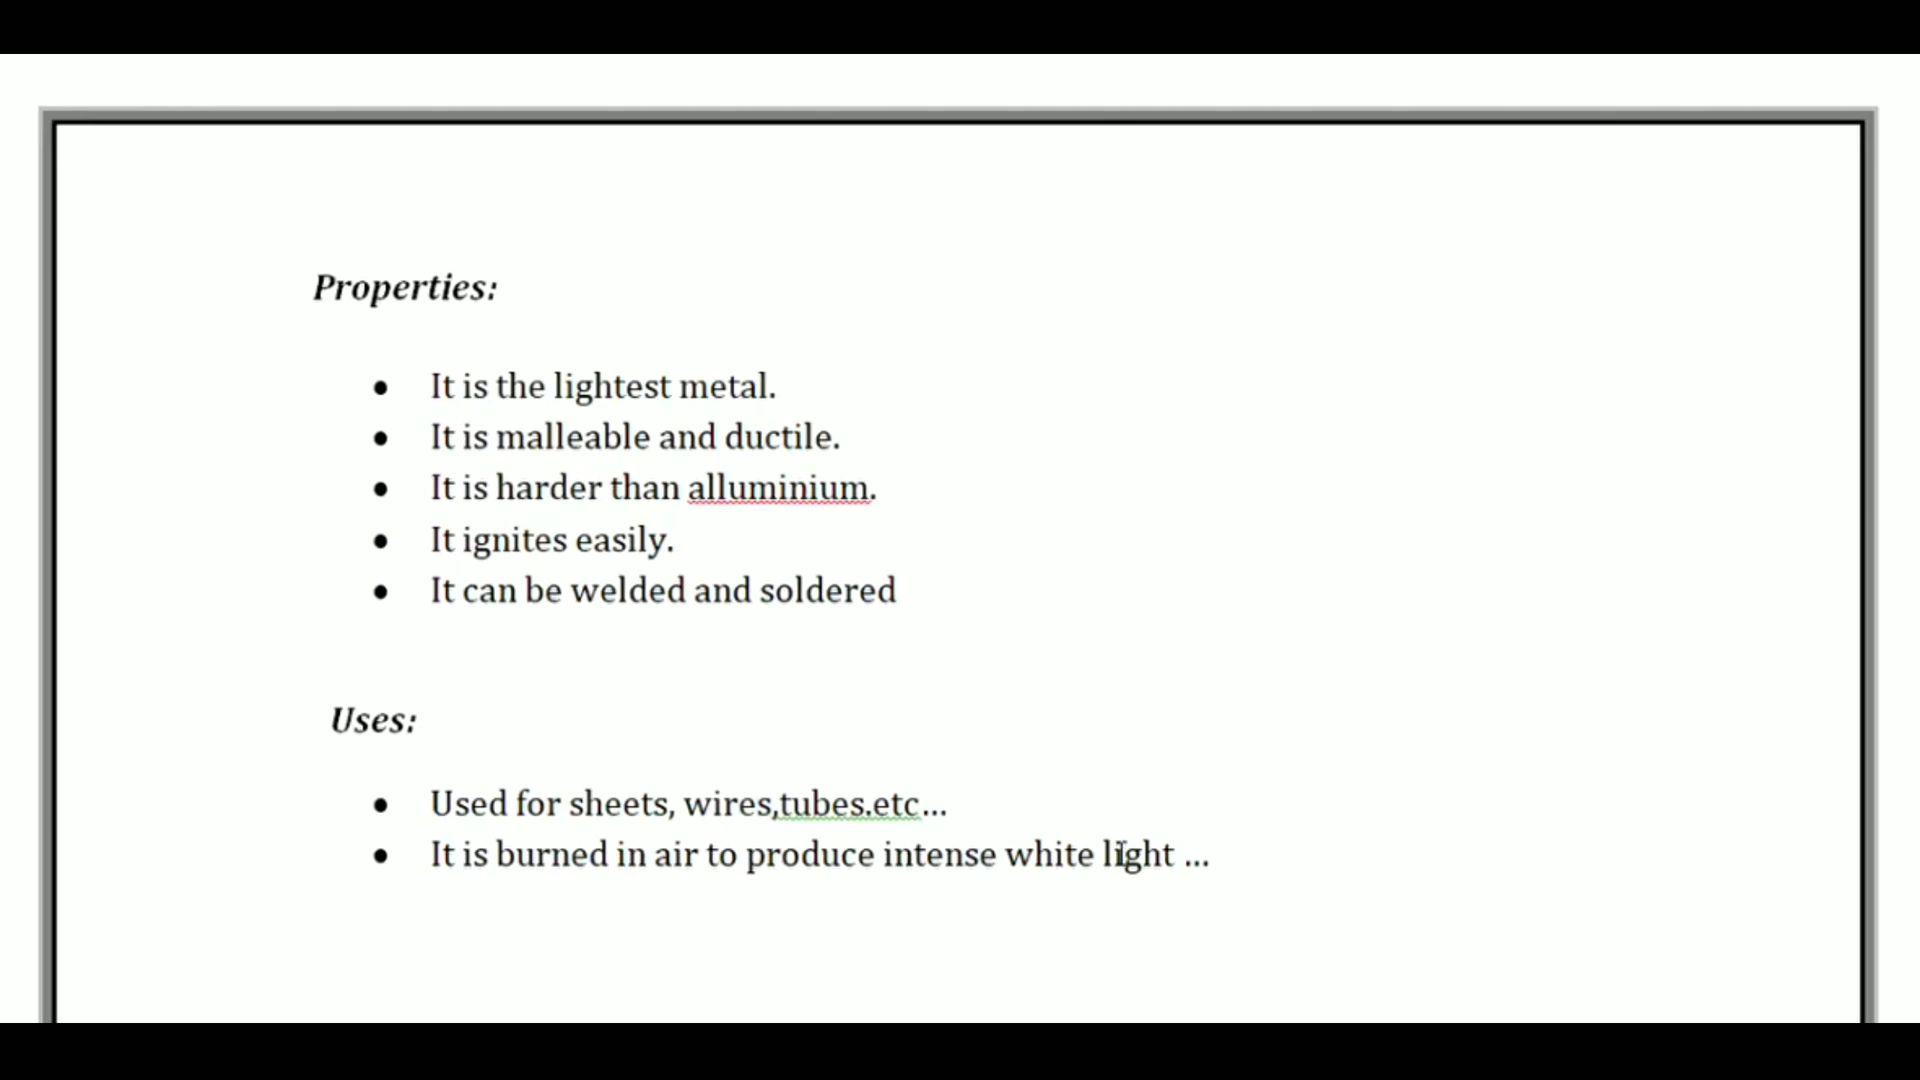 Properties:
● It is the lightest metal.
● It is malleable and ductile.
● It is harder than alluminium.
● It ignites easily.
● It can be welded and soldered
Uses:
● Used for sheets, wires,tubes.etc...
● It is burned in air to produce intense white light ...